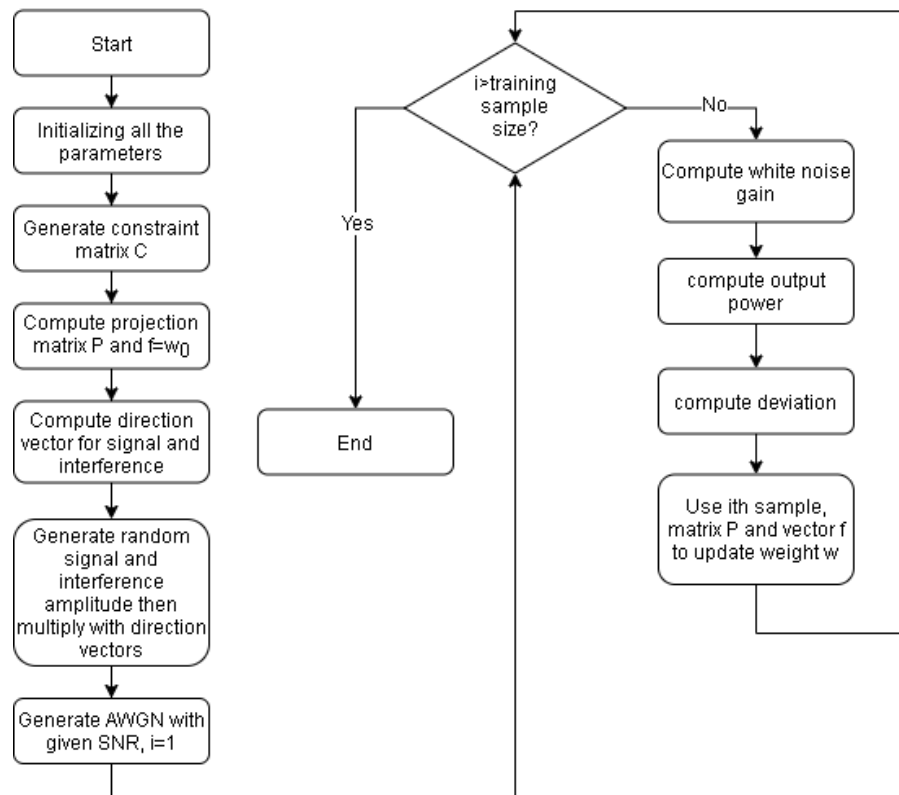 Start
Initializing all the
parameters
Generate constraint
matrix C
Compute projection
matrix P and f=w0
Compute direction
vector for signal and
interference
Generate random
signal and
interference
amplitude then
multiply with direction
vectors
Generate AWGN with
given SNR, i=1
i>training
sample
size?
Yes
No
End
Compute white noise
gain
compute output
power
compute deviation
Use ith sample,
matrix P and vector f
to update weight w